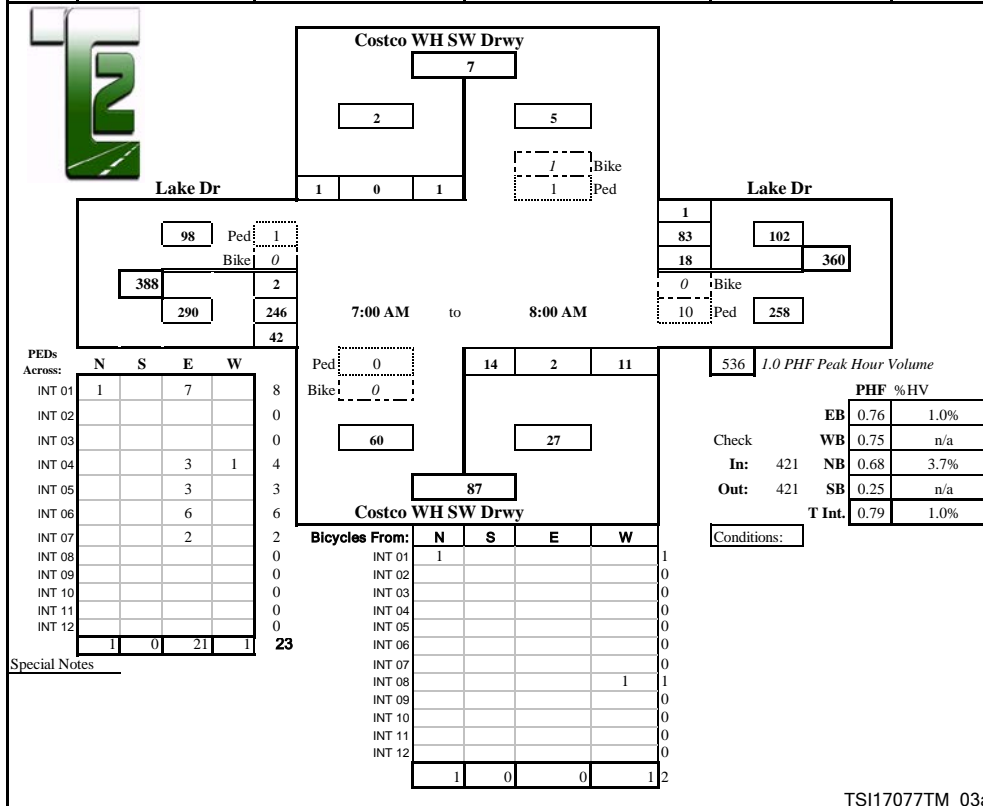 T2
Costco WH SW Drwy
7
2 5
1 Bike
1 Ped
Lake Dr
1 0 1
Lake Dr
98 Ped 1
Bike 0
388 2
290 246
42
1
83 102
18 360
0 Bike
10 Ped 258
7:00 AM to 8:00 AM
Ped 0
Bike 0
14 2 11
60 27
87
Costco WH SW Drwy
536 1.0 PHF Peak Hour Volume
PHF %HV
EB 0.76 1.0%
Check WB 0.75 n/a
In: 421 NB 0.68 3.7%
Out: 421 SB 0.25 n/a
T Int. 0.79 1.0%
Conditions:
PEDs
Across: N S E W
INT 01 1 7 8
INT 02 0
INT 03 0
INT 04 3 1 4
INT 05 3 3
INT 06 6 6
INT 07 2 2
INT 08 0
INT 09 0
INT 10 0
INT 11 0
INT 12 0
1 0 21 1 23
Special Notes
Bicycles From: N S E W
INT 01 1 1
INT 02 0
INT 03 0
INT 04 0
INT 05 0
INT 06 0
INT 07 0
INT 08 1 1
INT 09 0
INT 10 0
INT 11 0
INT 12 0
1 0 0 1 2
TSI17077TM_03a